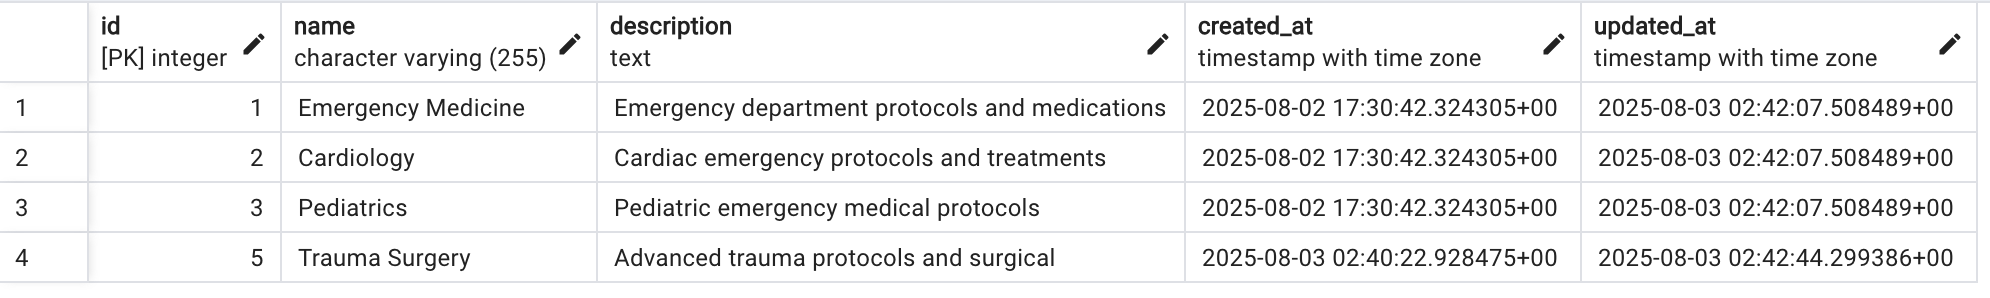 id name description created_at updated_at
[PK] integer character varying (255) text timestamp with time zone timestamp with time zone
1 1 Emergency Medicine Emergency department protocols and medications 2025-08-02 17:30:42.324305+00 2025-08-03 02:42:07.508489+00
2 2 Cardiology Cardiac emergency protocols and treatments 2025-08-02 17:30:42.324305+00 2025-08-03 02:42:07.508489+00
3 3 Pediatrics Pediatric emergency medical protocols 2025-08-02 17:30:42.324305+00 2025-08-03 02:42:07.508489+00
4 5 Trauma Surgery Advanced trauma protocols and surgical 2025-08-03 02:40:22.928475+00 2025-08-03 02:42:44.299386+00